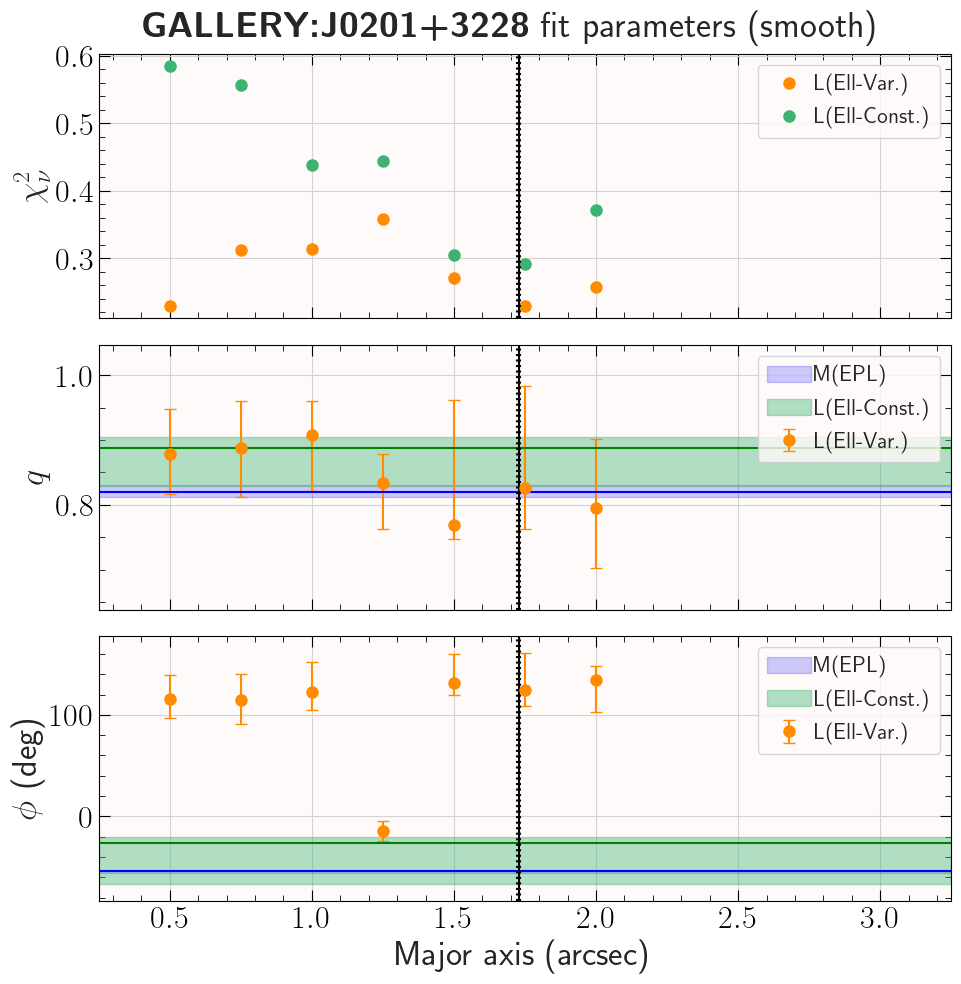 GALLERY:J0201+3228 fit parameters (smooth)
0.6
0.5
0.4
0.3
χ²ᵥ
L(Ell-Var.)
L(Ell-Const.)
1.0
0.8
q
M(EPL)
L(Ell-Const.)
L(Ell-Var.)
100
0
ϕ (deg)
M(EPL)
L(Ell-Const.)
L(Ell-Var.)
0.5 1.0 1.5 2.0 2.5 3.0
Major axis (arcsec)